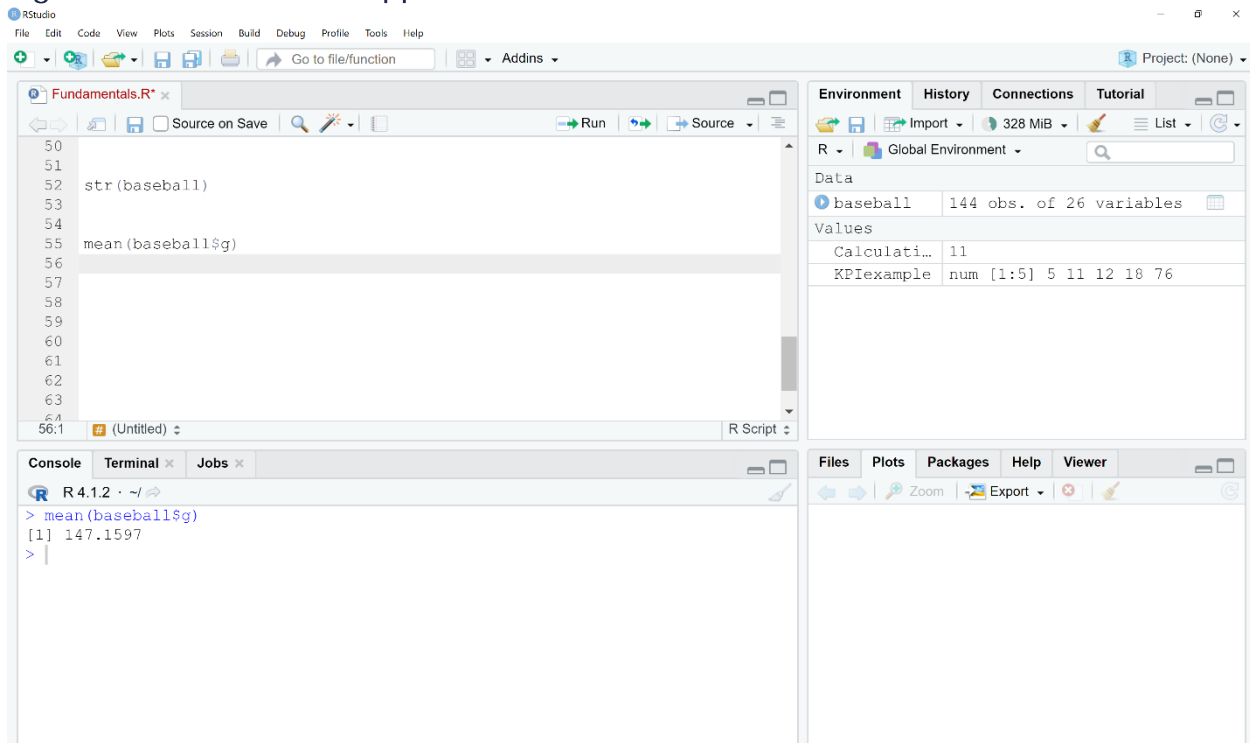 RStudio
File Edit Code View Plots Session Build Debug Profile Tools Help
Go to file/function Addins Project: (None)
Fundamentals.R*
Source on Save Run Source
50
51
52 str(baseball)
53
54
55 mean(baseball$g)
56
57
58
59
60
61
62
63
64
56:1 # (Untitled) R Script
Console Terminal Jobs
R 4.1.2 · ~/
> mean(baseball$g)
[1] 147.1597
>
Environment History Connections Tutorial
Import 328 MiB List
R Global Environment
Data
baseball 144 obs. of 26 variables
Values
Calculati… 11
KPIexample num [1:5] 5 11 12 18 76
Files Plots Packages Help Viewer
Zoom Export